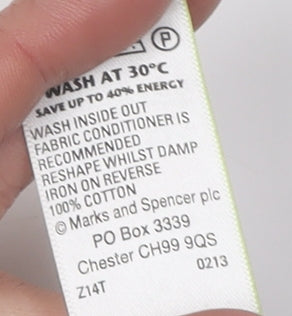 P
WASH AT 30°C
SAVE UP TO 40% ENERGY
WASH INSIDE OUT
FABRIC CONDITIONER IS
RECOMMENDED
RESHAPE WHILST DAMP
IRON ON REVERSE
100% COTTON
© Marks and Spencer plc
PO Box 3339
Chester CH99 9QS
Z14T 0213